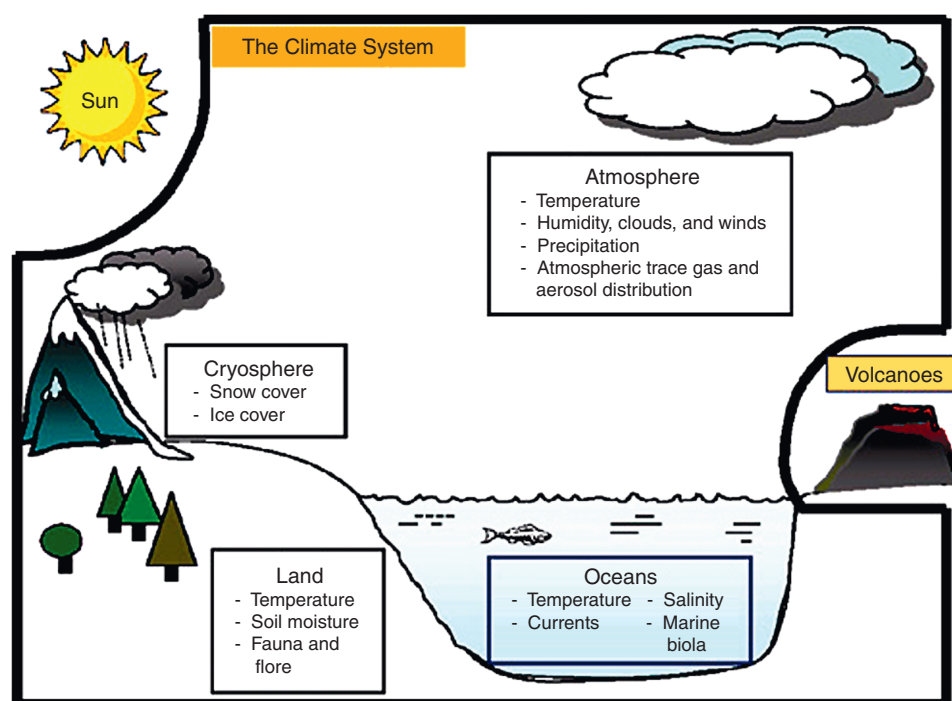 The Climate System
Sun
Atmosphere
- Temperature
- Humidity, clouds, and winds
- Precipitation
- Atmospheric trace gas and
aerosol distribution
Cryosphere
- Snow cover
- Ice cover
Volcanoes
Land
- Temperature
- Soil moisture
- Fauna and
flore
Oceans
- Temperature - Salinity
- Currents - Marine
biola